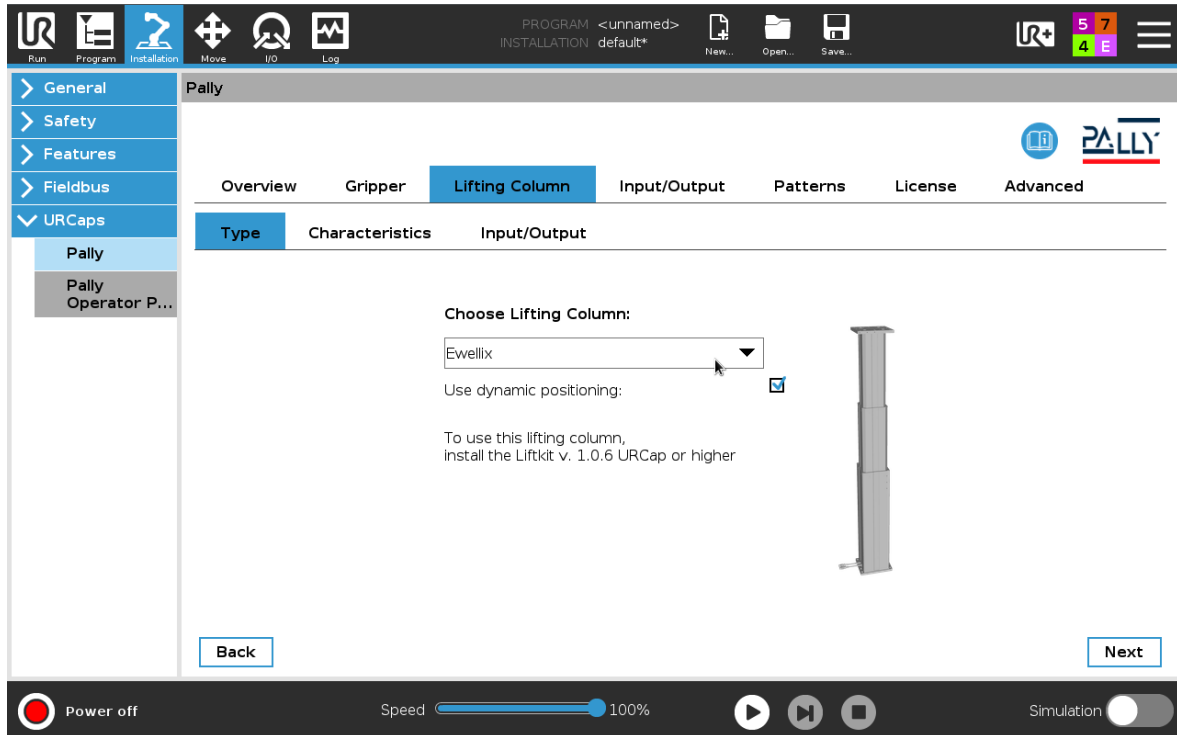 PROGRAM <unnamed>
INSTALLATION default*
UR
Run
Program
Installation
Move
I/O
Log
New...
Open...
Save...
UR+
5 7
4 E
General
Safety
Features
Fieldbus
URCaps
Pally
Pally
Operator P...
Pally
PALLY
Overview Gripper Lifting Column Input/Output Patterns License Advanced
Type Characteristics Input/Output
Choose Lifting Column:
Ewellix
Use dynamic positioning:
To use this lifting column,
install the Liftkit v. 1.0.6 URCap or higher
Back
Next
Power off
Speed 100%
Simulation